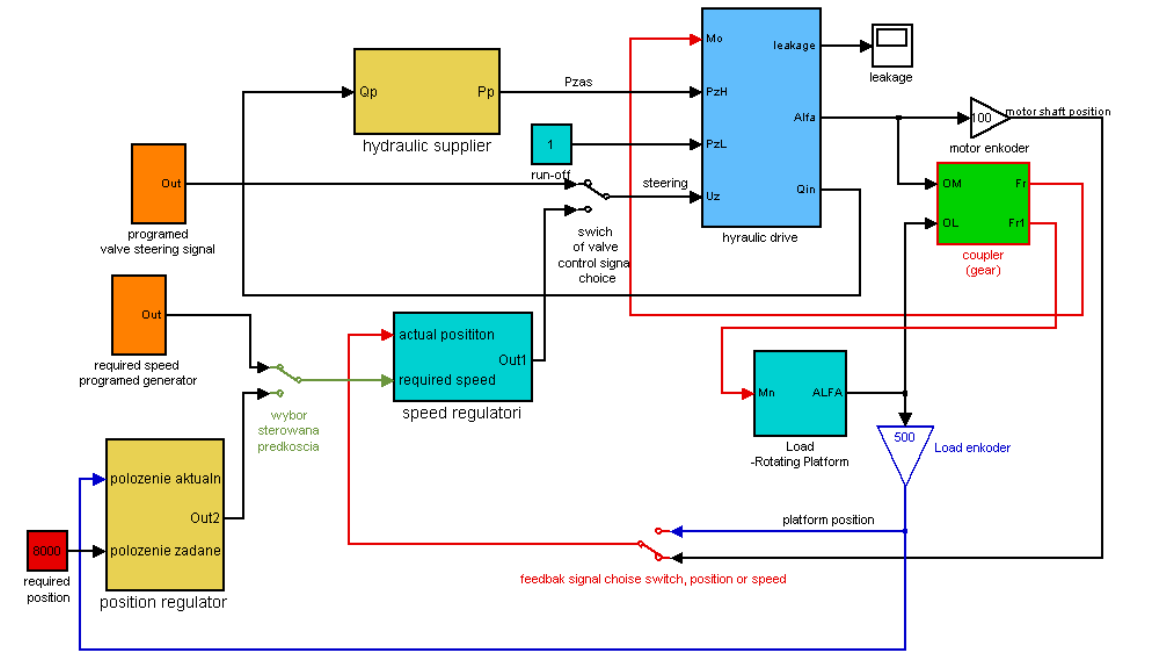 Mo
leakage
leakage
Qp
Pp
Pzas
PzH
hydraulic supplier
Alfa
100
motor shaft position
motor enkoder
1
PzL
run-off
Out
steering
Uz
Qin
OM
Fr
OL
Fr1
programed
valve steering signal
swich
of valve
control signa
choice
hyraulic drive
coupler
(gear)
Out
required speed
programed generator
actual posititon
Out1
required speed
speed regulatori
wybor
sterowana
predkoscia
Mn
ALFA
Load
-Rotating Platform
500
Load enkoder
polozenie aktualn
Out2
polozenie zadane
position regulator
8000
required
position
platform position
feedbak signal choise switch, position or speed